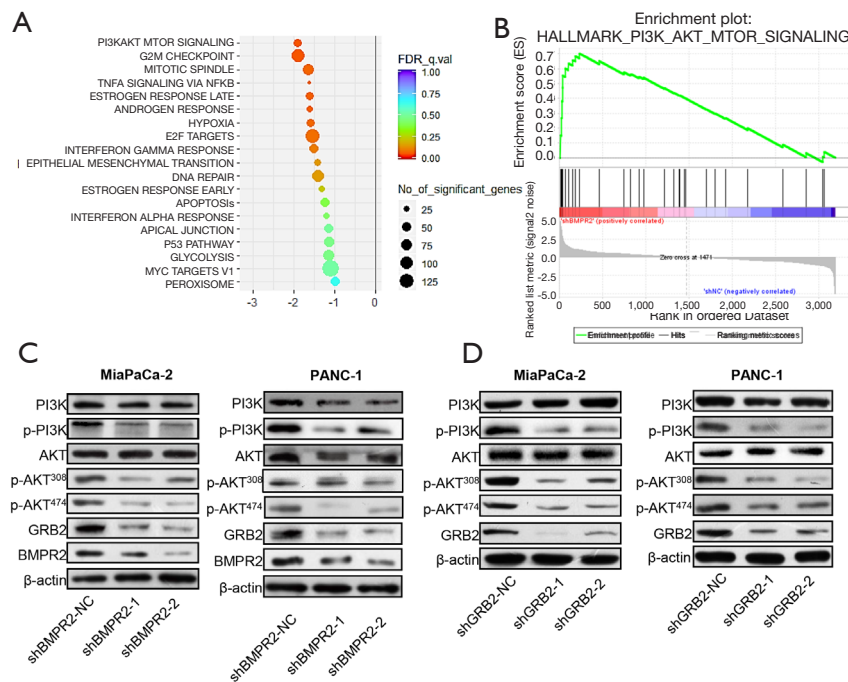 A
PI3KAKT MTOR SIGNALING
G2M CHECKPOINT
MITOTIC SPINDLE
TNFA SIGNALING VIA NFKB
ESTROGEN RESPONSE LATE
ANDROGEN RESPONSE
HYPOXIA
E2F TARGETS
INTERFERON GAMMA RESPONSE
EPITHELIAL MESENCHYMAL TRANSITION
DNA REPAIR
ESTROGEN RESPONSE EARLY
APOPTOSIs
INTERFERON ALPHA RESPONSE
APICAL JUNCTION
P53 PATHWAY
GLYCOLYSIS
MYC TARGETS V1
PEROXISOME
-3 -2 -1 0
FDR_q.val
1.00
0.75
0.50
0.25
0.00
No_of_significant_genes
25
50
75
100
125
B
Enrichment plot:
HALLMARK_PI3K_AKT_MTOR_SIGNALING
Enrichment score (ES)
0.7
0.6
0.5
0.4
0.3
0.2
0.1
0.0
'shBMPR2' (positively correlated)
Ranked list metric (signal2 noise)
5.0
2.5
0.0
-2.5
-5.0
Zero cross at 1471
'shNC' (negatively correlated)
0 500 1,000 1,500 2,000 2,500 3,000
Rank in ordered Dataset
Enrichment profile Hits Ranking metric scores
C
MiaPaCa-2
PI3K
p-PI3K
AKT
p-AKT308
p-AKT474
GRB2
BMPR2
β-actin
shBMPR2-NC
shBMPR2-1
shBMPR2-2
PANC-1
PI3K
p-PI3K
AKT
p-AKT308
p-AKT474
GRB2
BMPR2
β-actin
shBMPR2-NC
shBMPR2-1
shBMPR2-2
D
MiaPaCa-2
PI3K
p-PI3K
AKT
p-AKT308
p-AKT474
GRB2
β-actin
shGRB2-NC
shGRB2-1
shGRB2-2
PANC-1
PI3K
p-PI3K
AKT
p-AKT308
p-AKT474
GRB2
β-actin
shGRB2-NC
shGRB2-1
shGRB2-2